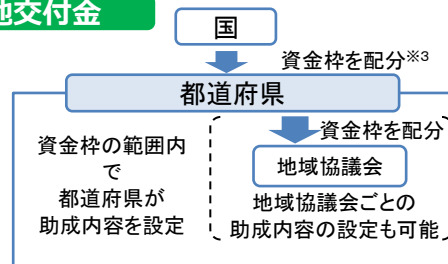 地交付金
国
資金枠を配分※3
都道府県
資金枠の範囲内
で
都道府県が
助成内容を設定
資金枠を配分
地域協議会
地域協議会ごとの
助成内容の設定も可能